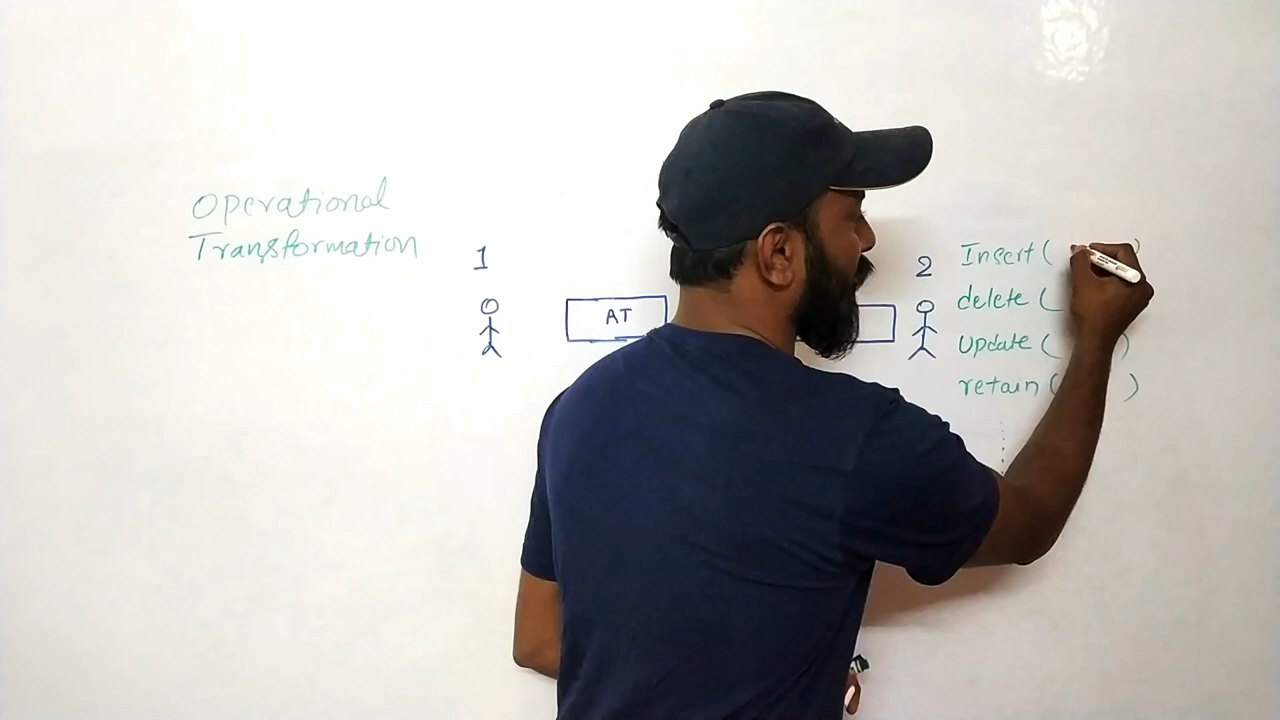 Operational
Transformation
1
AT
2
Insert ( )
delete (
Update ( )
retain ( )